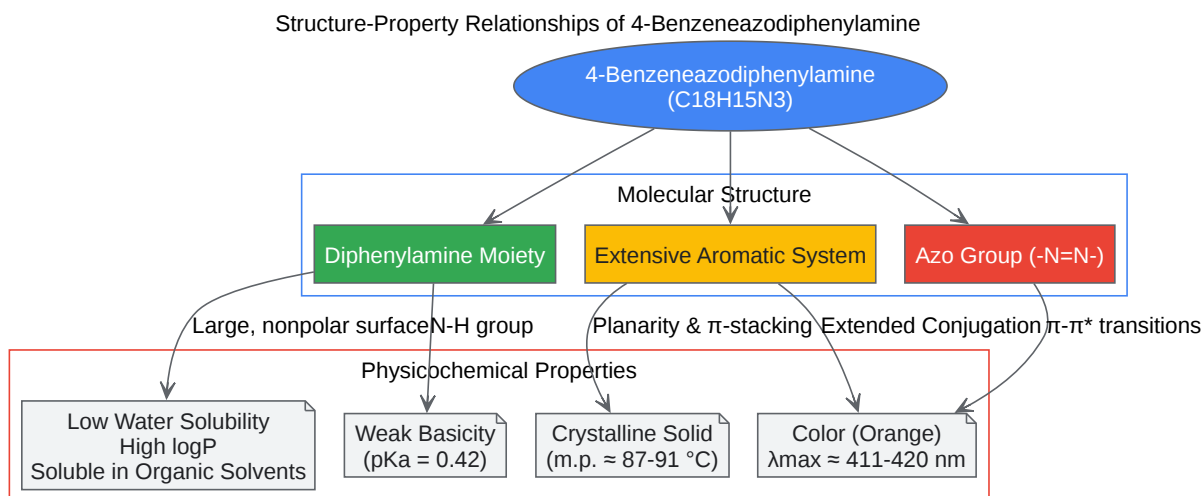 Structure-Property Relationships of 4-Benzeneazodiphenylamine
4-Benzeneazodiphenylamine
(C18H15N3)
Molecular Structure
Diphenylamine Moiety
Extensive Aromatic System
Azo Group (-N=N-)
Large, nonpolar surface
N-H group
Planarity & π-stacking
Extended Conjugation
π-π* transitions
Physicochemical Properties
Low Water Solubility
High logP
Soluble in Organic Solvents
Weak Basicity
(pKa = 0.42)
Crystalline Solid
(m.p. ≈ 87-91 °C)
Color (Orange)
λmax ≈ 411-420 nm